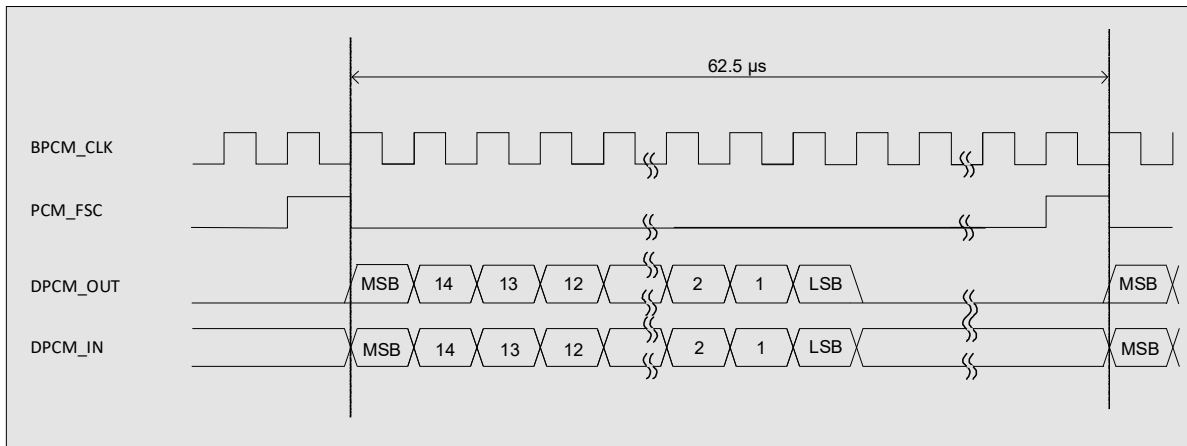 62.5 µs
BPCM_CLK
PCM_FSC
DPCM_OUT MSB 14 13 12 2 1 LSB MSB
DPCM_IN MSB 14 13 12 2 1 LSB MSB